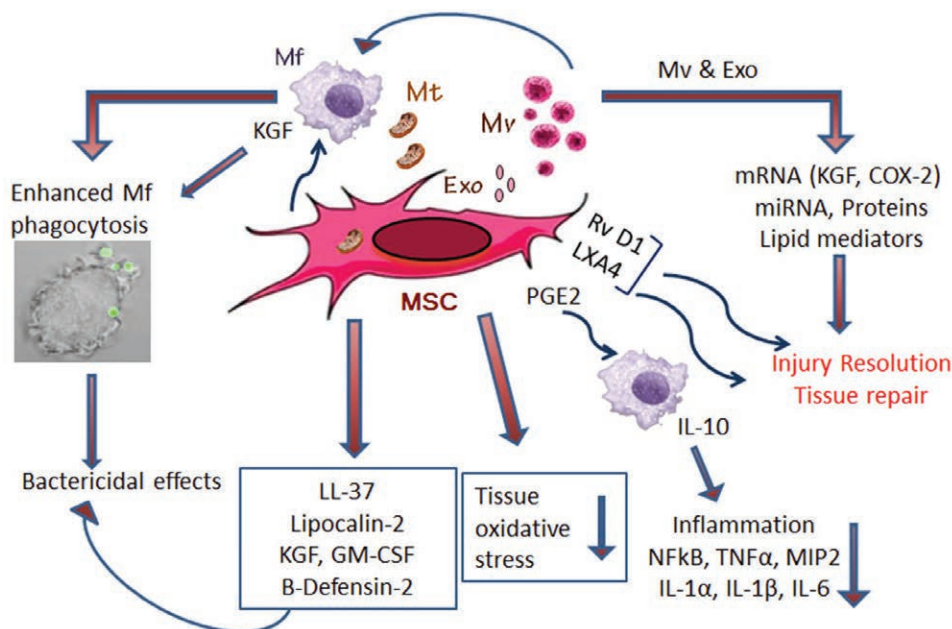 Mf
Mt
Mv
Exo
Mv & Exo
KGF
Enhanced Mf
phagocytosis
mRNA (KGF, COX-2)
miRNA, Proteins
Lipid mediators
Rv D1
LXA4
MSC
PGE2
Injury Resolution
Tissue repair
IL-10
Bactericidal effects
LL-37
Lipocalin-2
KGF, GM-CSF
B-Defensin-2
Tissue
oxidative
stress
Inflammation
NFkB, TNFα, MIP2
IL-1α, IL-1β, IL-6